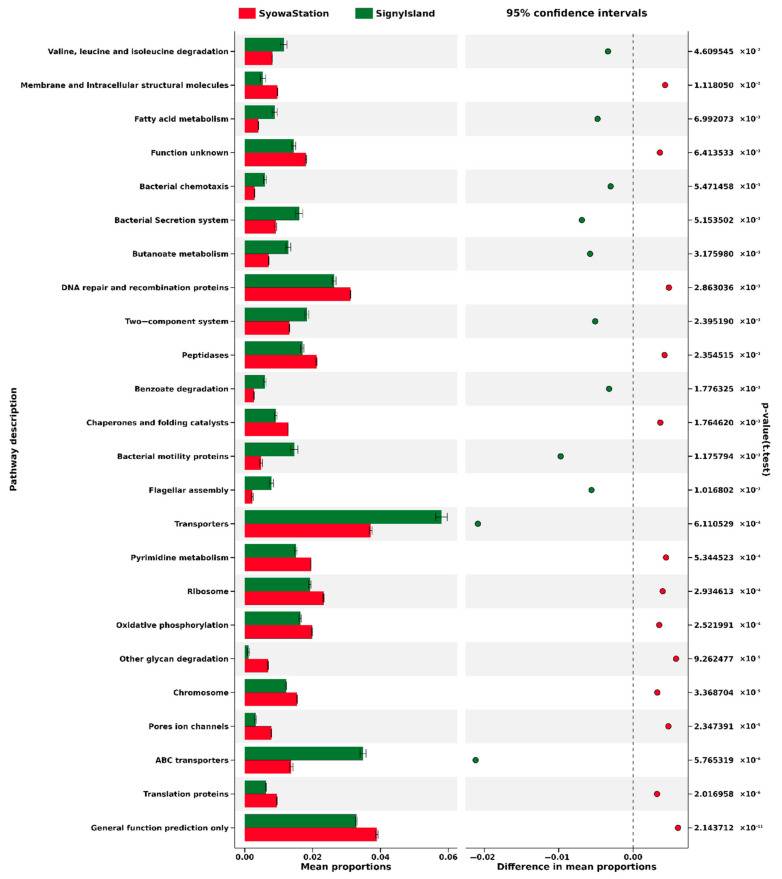 SyowaStation SignyIsland 95% confidence intervals
Valine, leucine and isoleucine degradation 4.609545 ×10⁻²
Membrane and Intracellular structural molecules 1.118050 ×10⁻²
Fatty acid metabolism 6.992073 ×10⁻³
Function unknown 6.413533 ×10⁻³
Bacterial chemotaxis 5.471458 ×10⁻³
Bacterial Secretion system 5.153502 ×10⁻³
Butanoate metabolism 3.175980 ×10⁻³
DNA repair and recombination proteins 2.863036 ×10⁻³
Two−component system 2.395190 ×10⁻³
Peptidases 2.354515 ×10⁻³
Benzoate degradation 1.776325 ×10⁻³
Chaperones and folding catalysts 1.764620 ×10⁻³
Bacterial motility proteins 1.175794 ×10⁻³
Flagellar assembly 1.016802 ×10⁻³
Transporters 6.110529 ×10⁻⁴
Pyrimidine metabolism 5.344523 ×10⁻⁴
Ribosome 2.934613 ×10⁻⁴
Oxidative phosphorylation 2.521991 ×10⁻⁴
Other glycan degradation 9.262477 ×10⁻⁵
Chromosome 3.368704 ×10⁻⁵
Pores ion channels 2.347391 ×10⁻⁵
ABC transporters 5.765319 ×10⁻⁶
Translation proteins 2.016958 ×10⁻⁶
General function prediction only 2.143712 ×10⁻¹¹
Pathway description
p-value(t.test)
0.00 0.02 0.04 0.06 −0.02 −0.01 0.00
Mean proportions Difference in mean proportions